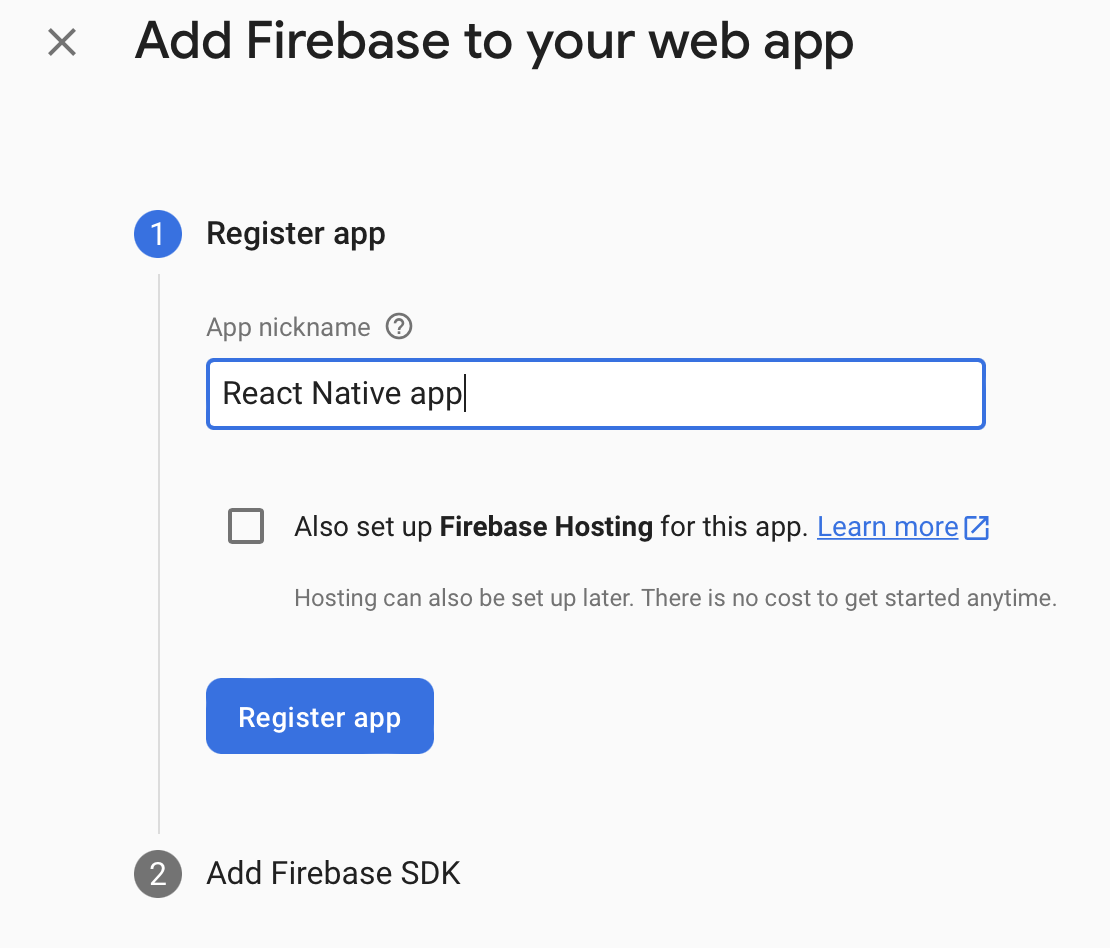 Add Firebase to your web app
1 Register app
App nickname ?
React Native app
Also set up Firebase Hosting for this app. Learn more
Hosting can also be set up later. There is no cost to get started anytime.
Register app
2 Add Firebase SDK